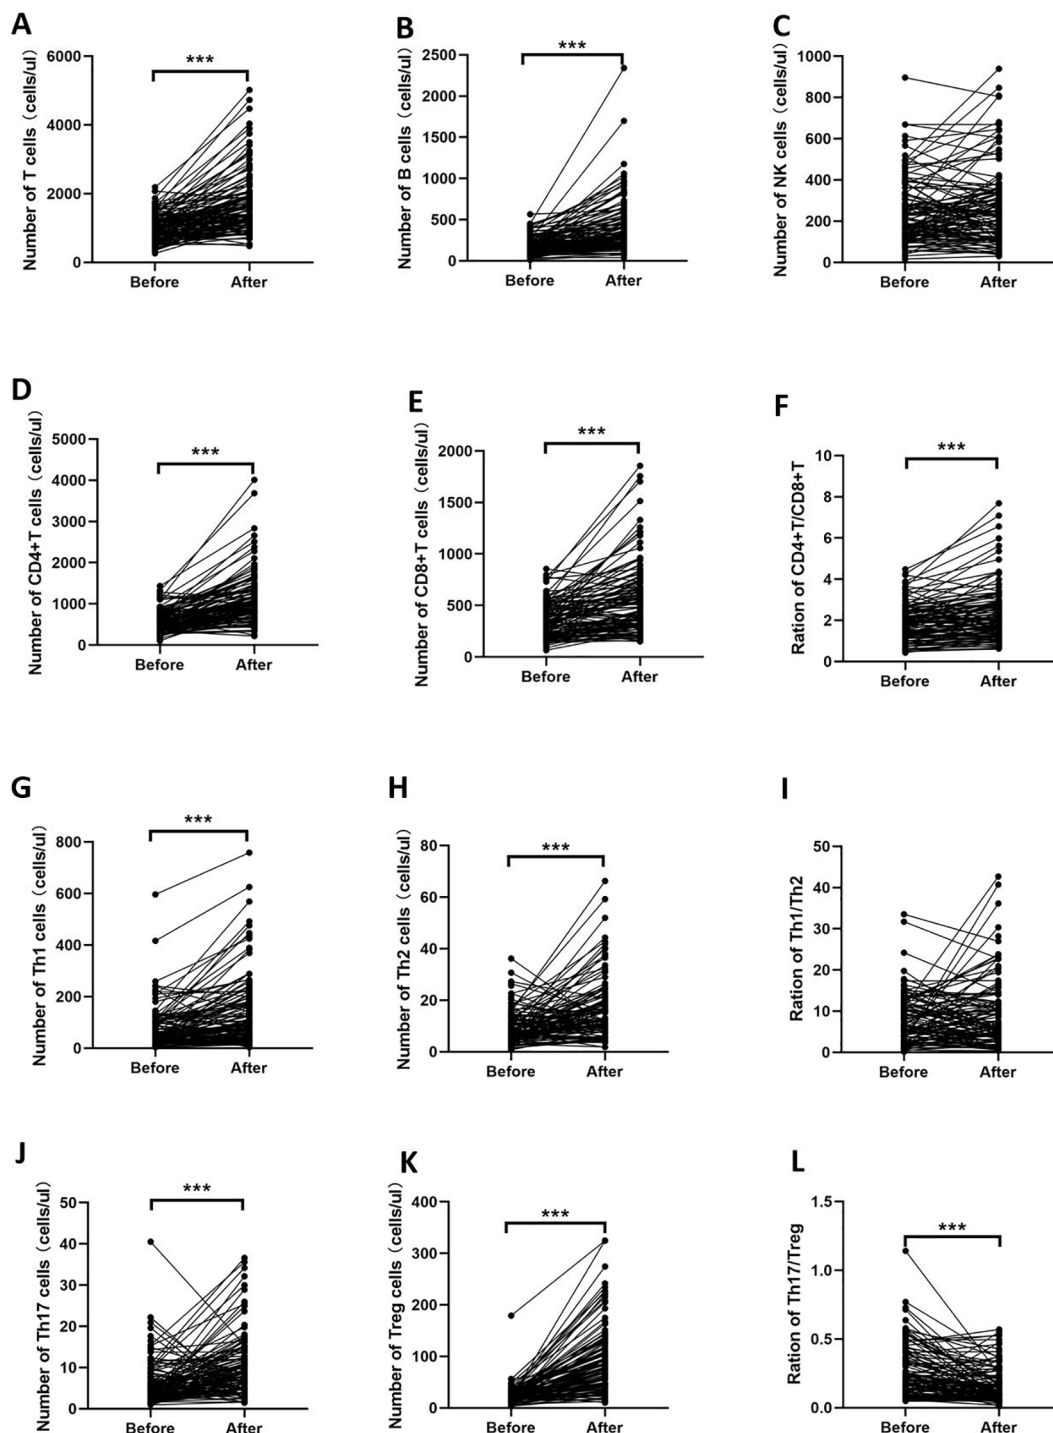 A
Number of T cells（cells/ul)
6000
4000
2000
0
***
Before
After
B
Number of B cells（cells/ul)
2500
2000
1500
1000
500
0
***
Before
After
C
Number of NK cells（cells/ul)
1000
800
600
400
200
0
Before
After
D
Number of CD4+T cells（cells/ul)
5000
4000
3000
2000
1000
0
***
Before
After
E
Number of CD8+T cells（cells/ul)
2000
1500
1000
500
0
***
Before
After
F
Ration of CD4+T/CD8+T
10
8
6
4
2
0
***
Before
After
G
Number of Th1 cells（cells/ul)
800
600
400
200
0
***
Before
After
H
Number of Th2 cells（cells/ul)
80
60
40
20
0
***
Before
After
I
Ration of Th1/Th2
50
40
30
20
10
0
Before
After
J
Number of Th17 cells（cells/ul)
50
40
30
20
10
0
***
Before
After
K
Number of Treg cells（cells/ul)
400
300
200
100
0
***
Before
After
L
Ration of Th17/Treg
1.5
1.0
0.5
0.0
***
Before
After